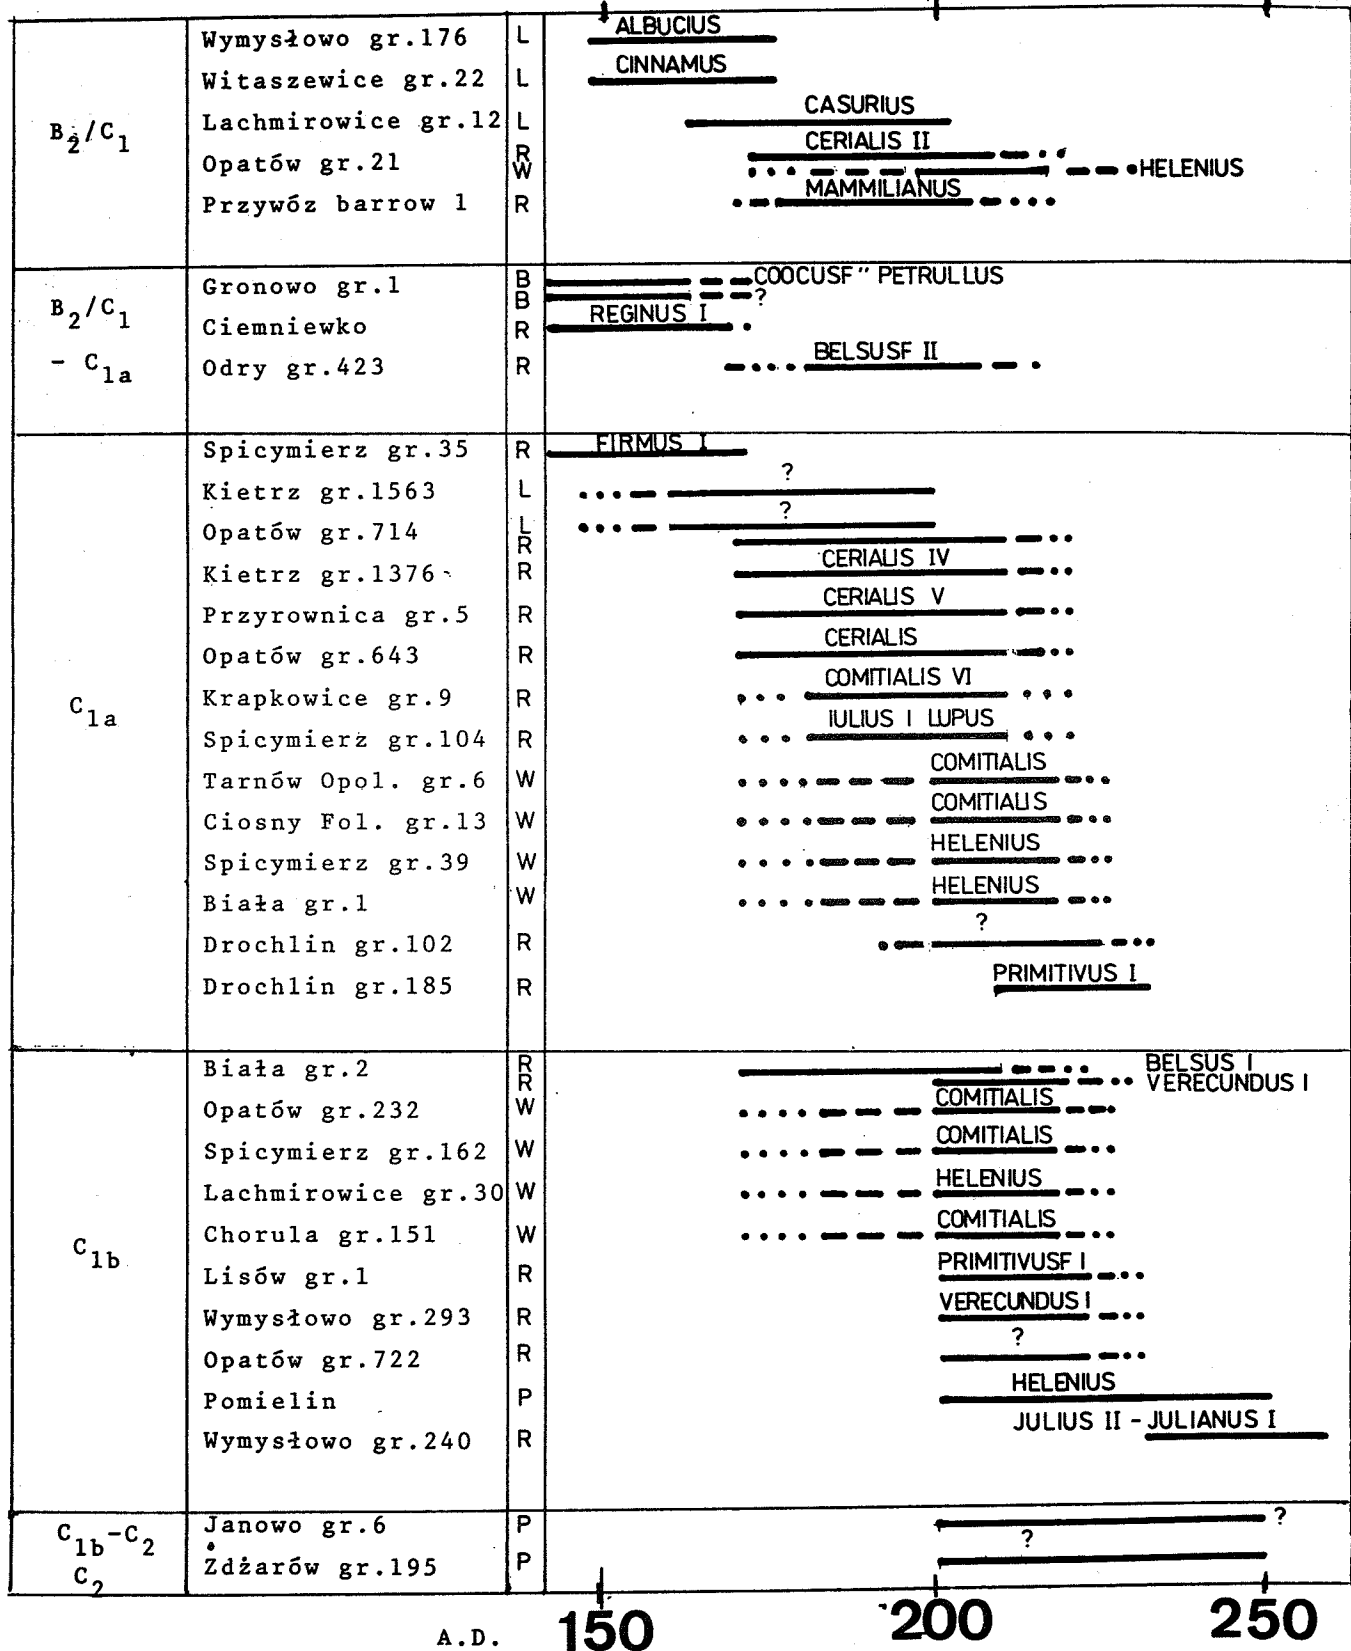 Wymysłowo gr.176 L ALBUCIUS
Witaszewice gr.22 L CINNAMUS
B2/C1 Lachmirowice gr.12 L CASURIUS
Opatów gr.21 R CERIALIS II
W HELENIUS
Przywóz barrow 1 R MAMMILIANUS
Gronowo gr.1 B COOCUSF" PETRULLUS
B ?
B2/C1 Ciemniewko R REGINUS I
- C1a Odry gr.423 R BELSUSF II
Spicymierz gr.35 R FIRMUS I
Kietrz gr.1563 L ?
Opatów gr.714 L ?
R
Kietrz gr.1376 R CERIALIS IV
Przyrownica gr.5 R CERIALIS V
Opatów gr.643 R CERIALIS
C1a Krapkowice gr.9 R COMITIALIS VI
Spicymierz gr.104 R IULIUS I LUPUS
Tarnów Opol. gr.6 W COMITIALIS
Ciosny Fol. gr.13 W COMITIALIS
Spicymierz gr.39 W HELENIUS
Biała gr.1 W HELENIUS
Drochlin gr.102 R ?
Drochlin gr.185 R PRIMITIVUS I
Biała gr.2 R BELSUS I
R VERECUNDUS I
Opatów gr.232 W COMITIALIS
Spicymierz gr.162 W COMITIALIS
Lachmirowice gr.30 W HELENIUS
Chorula gr.151 W COMITIALIS
C1b Lisów gr.1 R PRIMITIVUSF I
Wymysłowo gr.293 R VERECUNDUS I
Opatów gr.722 R ?
Pomielin P HELENIUS
Wymysłowo gr.240 R JULIUS II - JULIANUS I
C1b-C2 Janowo gr.6 P ?
C2 Żdżarów gr.195 P ?
A.D. 150 200 250